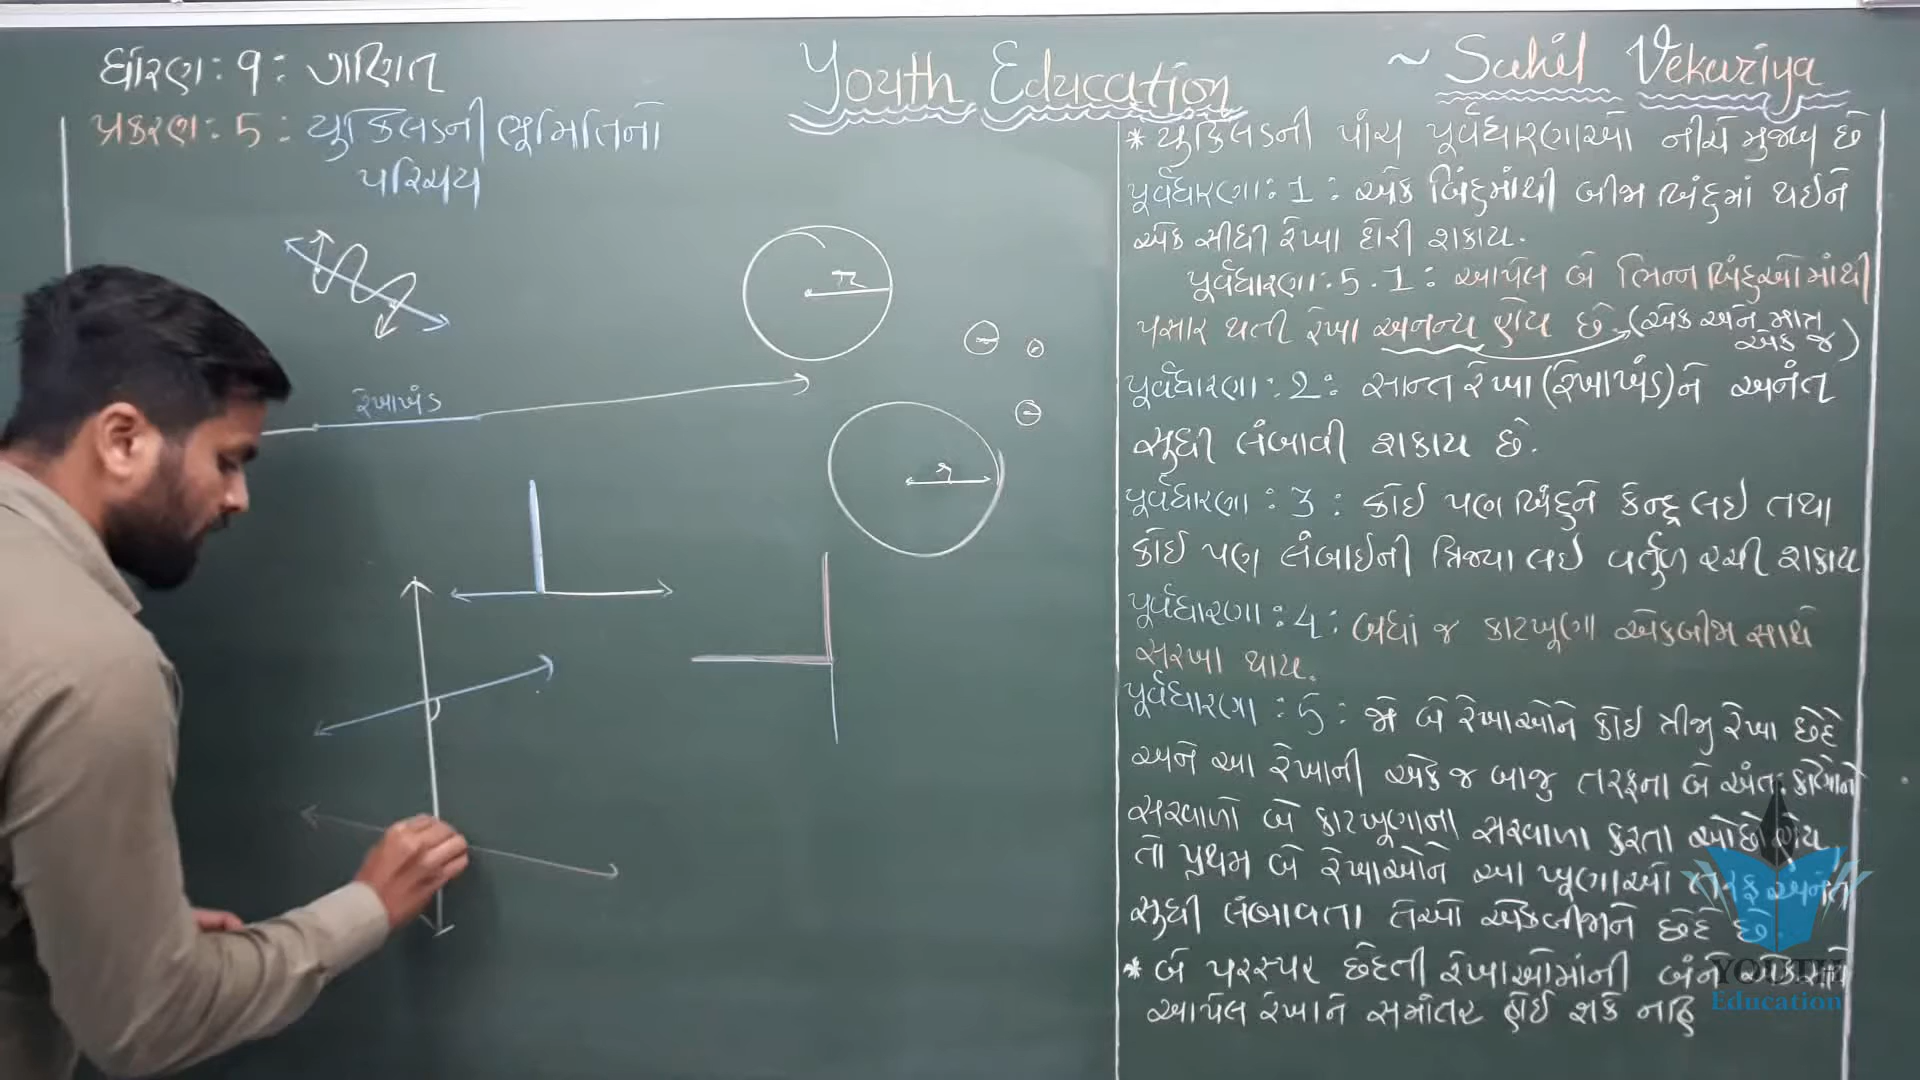 ધોરણ : 9 : ગણિત
પ્રકરણ : 5 : યુક્લિડની ભૂમિતિનો
પરિચય
Youth Education
~ Sahil Vekariya
રેખાખંડ
r
r
* યુક્લિડની પાંચ પૂર્વધારણાઓ નીચે મુજબ છે
પૂર્વધારણા : 1 : એક બિંદુમાંથી બીજા બિંદુમાં થઈને
એક સીધી રેખા દોરી શકાય.
પૂર્વધારણા : 5.1 : આપેલ બે ભિન્ન બિંદુઓમાંથી
પસાર થતી રેખા અનન્ય હોય છે. (એક અને માત્ર
એક જ)
પૂર્વધારણા : 2 : સાન્ત રેખા (રેખાખંડ)ને અનંત
સુધી લંબાવી શકાય છે.
પૂર્વધારણા : 3 : કોઈ પણ બિંદુને કેન્દ્ર લઈ તથા
કોઈ પણ લંબાઈની ત્રિજ્યા લઈ વર્તુળ રચી શકાય
પૂર્વધારણા : 4 : બધાં જ કાટખૂણા એકબીજા સાથે
સરખા થાય.
પૂર્વધારણા : 5 : જો બે રેખાઓને કોઈ ત્રીજી રેખા છેદે
અને આ રેખાની એક જ બાજુ તરફના બે અંતઃકોણોનો
સરવાળો બે કાટખૂણાના સરવાળા કરતા ઓછો હોય
તો પ્રથમ બે રેખાઓને આ ખૂણાઓ તરફ અનંત
સુધી લંબાવતા તેઓ એકબીજાને છેદે છે.
* બે પરસ્પર છેદતી રેખાઓમાંની બંને એકસાથે
આપેલ રેખાને સમાંતર હોઈ શકે નહિ
YOUTH
Education